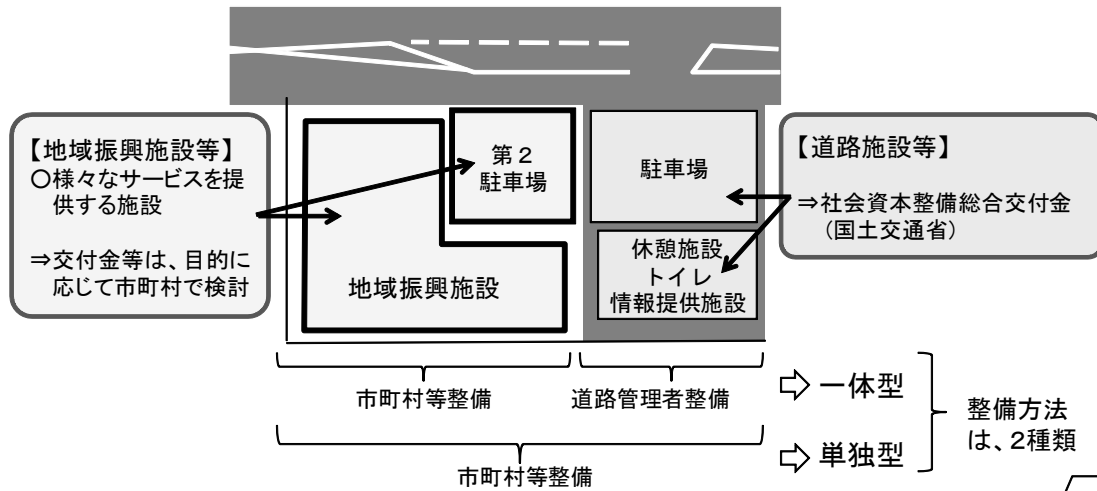 【地域振興施設等】
〇様々なサービスを提
供する施設
⇒交付金等は、目的に
応じて市町村で検討
第２
駐車場
地域振興施設
駐車場
休憩施設
トイレ
情報提供施設
【道路施設等】
⇒社会資本整備総合交付金
（国土交通省）
市町村等整備
道路管理者整備
⇨ 一体型
市町村等整備
⇨ 単独型
整備方法
は、２種類